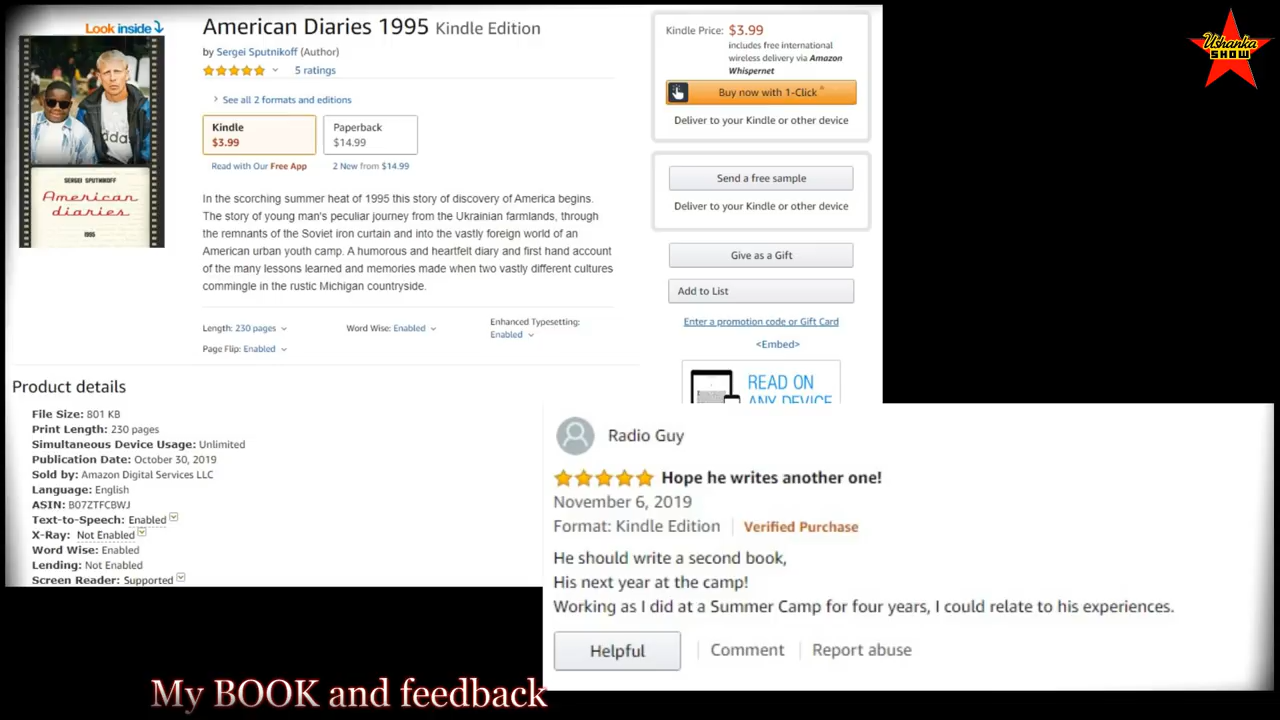 Look inside
American Diaries 1995 Kindle Edition
by Sergei Sputnikoff (Author)
5 ratings
See all 2 formats and editions
Kindle
$3.99
Paperback
$14.99
Read with Our Free App
2 New from $14.99
In the scorching summer heat of 1995 this story of discovery of America begins.
The story of young man's peculiar journey from the Ukrainian farmlands, through
the remnants of the Soviet iron curtain and into the vastly foreign world of an
American urban youth camp. A humorous and heartfelt diary and first hand account
of the many lessons learned and memories made when two vastly different cultures
commingle in the rustic Michigan countryside.
Length: 230 pages
Word Wise: Enabled
Enhanced Typesetting:
Enabled
Page Flip: Enabled
adidas
SERGEI SPUTNIKOFF
American
diaries
1995
Kindle Price: $3.99
includes free international
wireless delivery via Amazon
Whispernet
Buy now with 1-Click
Deliver to your Kindle or other device
Send a free sample
Deliver to your Kindle or other device
Give as a Gift
Add to List
Enter a promotion code or Gift Card
<Embed>
READ ON
ANY DEVICE
Ushanka
SHOW
Product details
File Size: 801 KB
Print Length: 230 pages
Simultaneous Device Usage: Unlimited
Publication Date: October 30, 2019
Sold by: Amazon Digital Services LLC
Language: English
ASIN: B07ZTFCBWJ
Text-to-Speech: Enabled
X-Ray: Not Enabled
Word Wise: Enabled
Lending: Not Enabled
Screen Reader: Supported
Radio Guy
Hope he writes another one!
November 6, 2019
Format: Kindle Edition
Verified Purchase
He should write a second book,
His next year at the camp!
Working as I did at a Summer Camp for four years, I could relate to his experiences.
Helpful
Comment
Report abuse
My BOOK and feedback